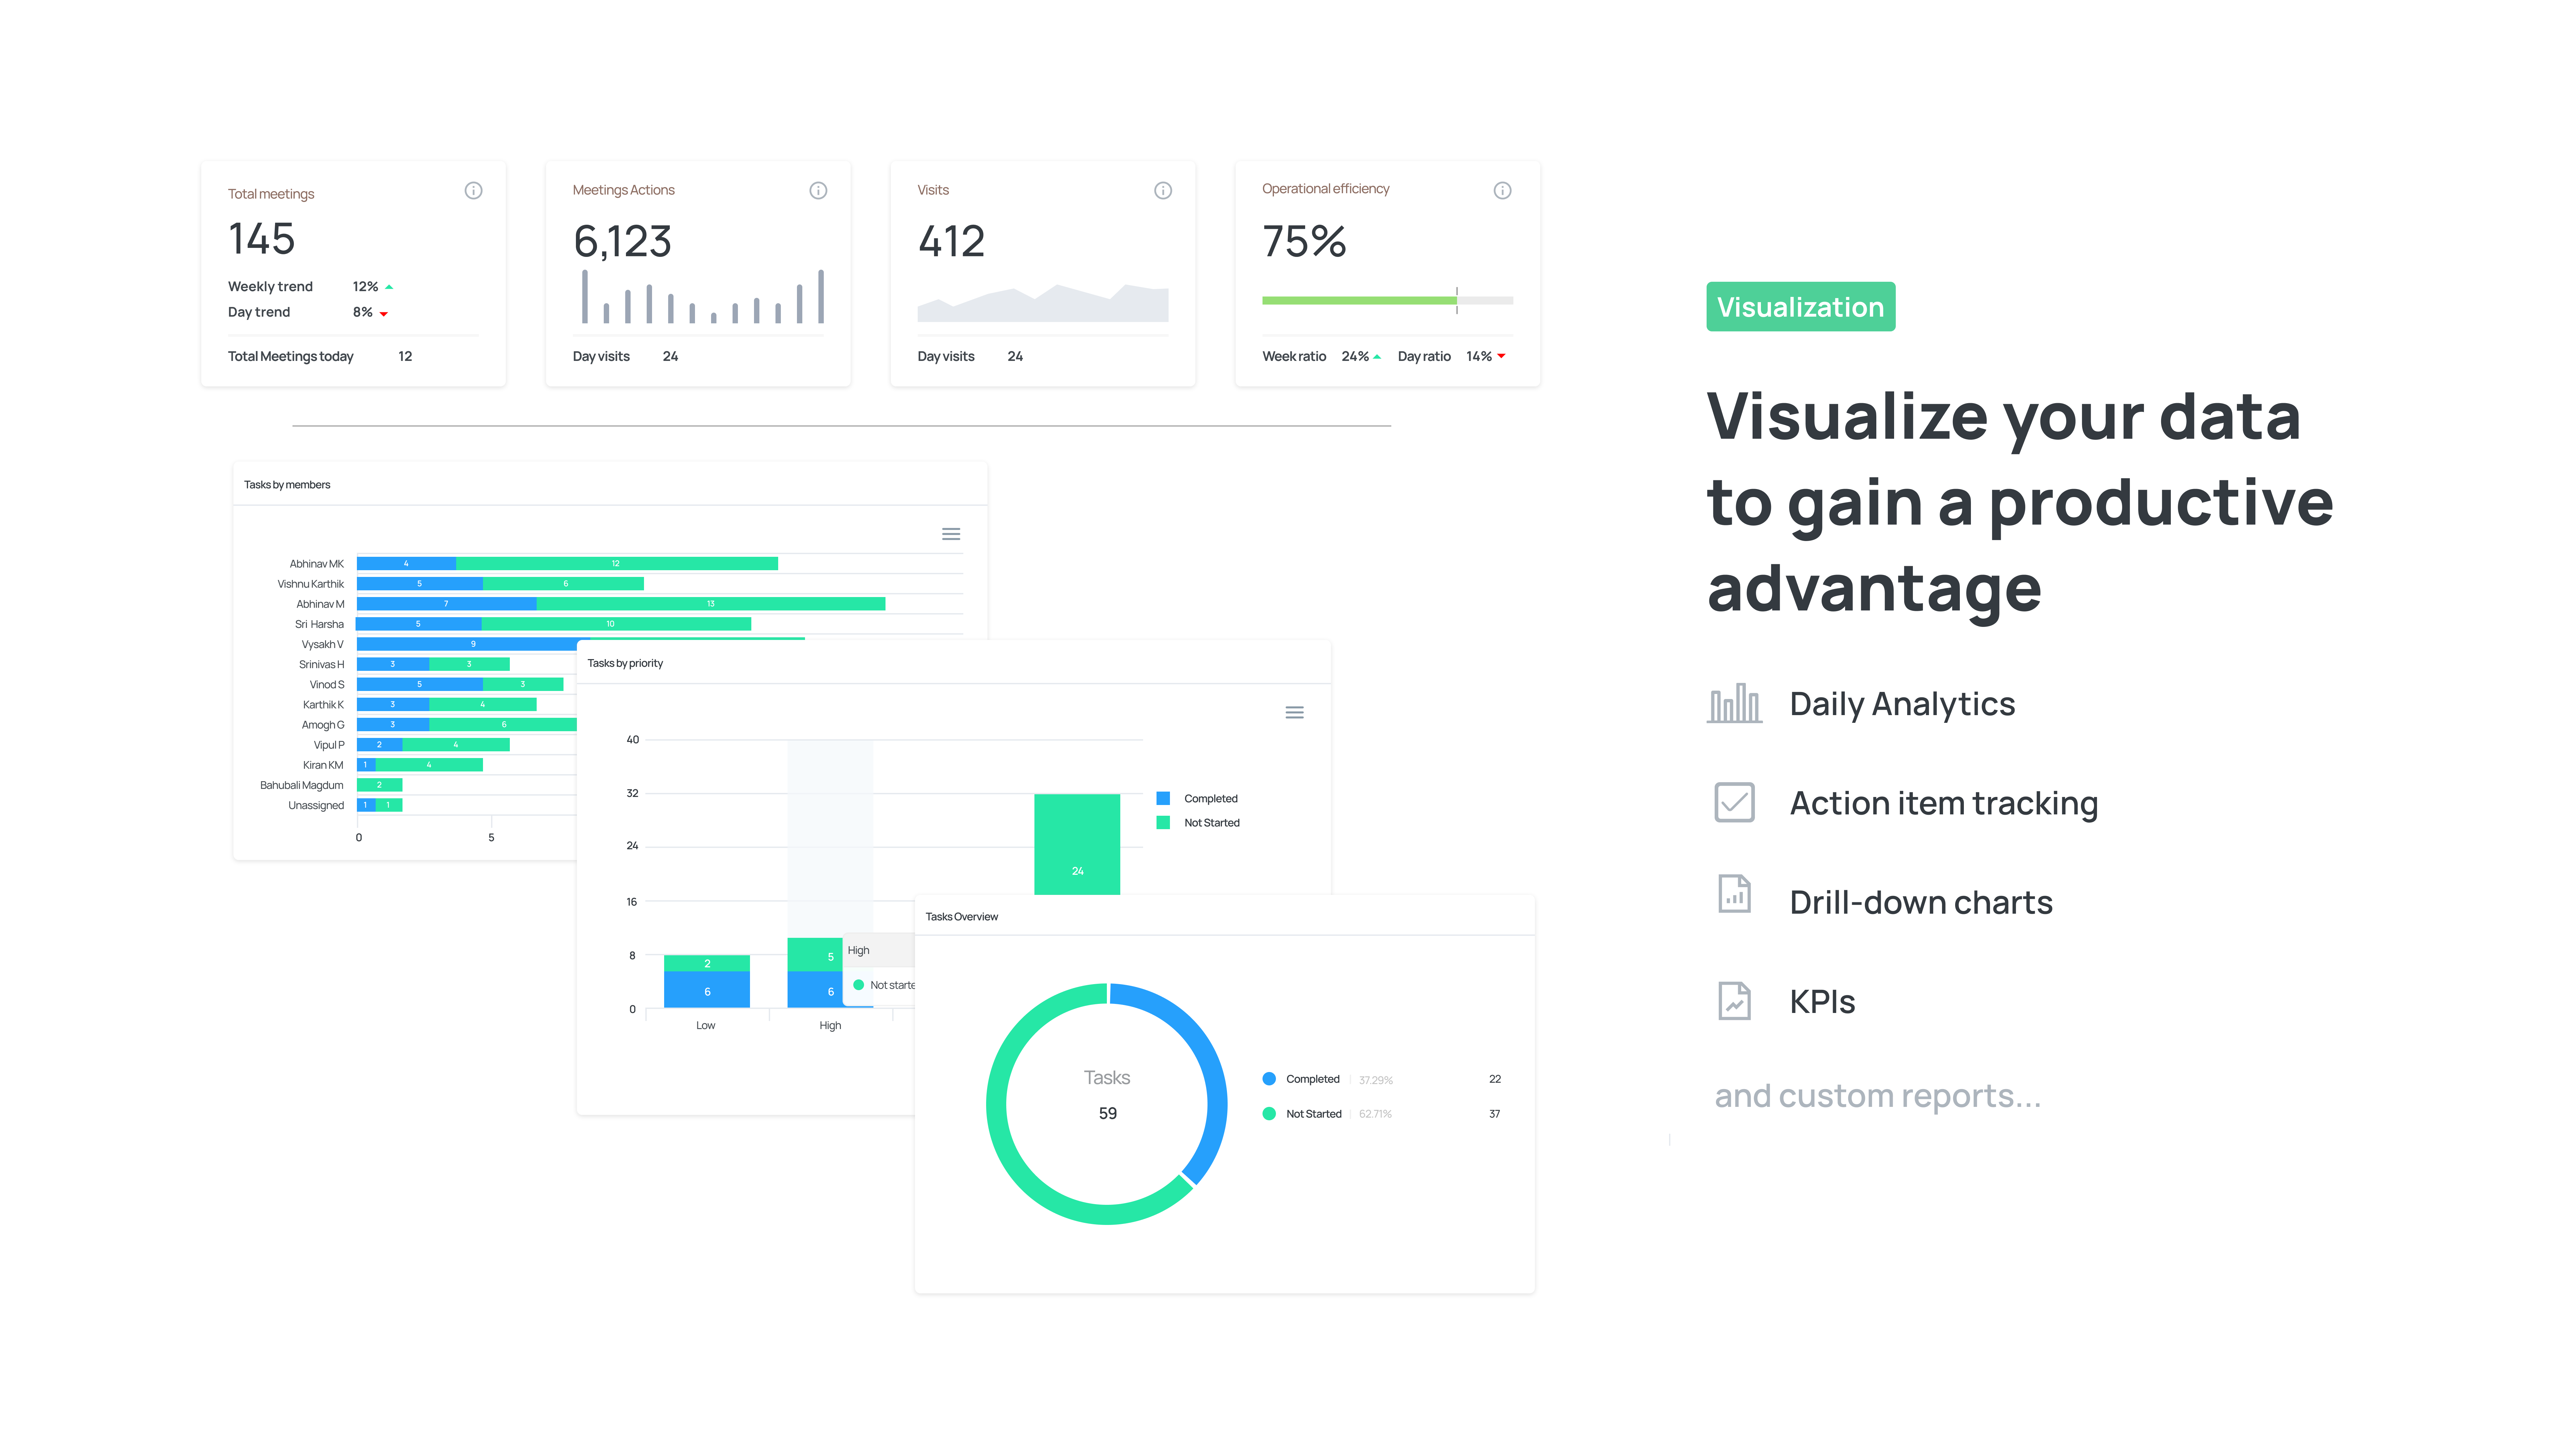 Total meetings
145
Weekly trend 12%
Day trend 8%
Total Meetings today 12
Meetings Actions
6,123
Day visits 24
Visits
412
Day visits 24
Operational efficiency
75%
Week ratio 24% Day ratio 14%
Tasks by members
Abhinav MK 4 12
Vishnu Karthik 5 6
Abhinav M 7 13
Sri Harsha 5 10
Vysakh V 9
Srinivas H 3 3
Vinod S 5 3
Karthik K 3 4
Amogh G 3 6
Vipul P 2 4
Kiran KM 1 4
Bahubali Magdum 2
Unassigned 1 1
0 5
Tasks by priority
40
32
24
16
8
0
Completed
Not Started
24
2
6
5
6
High
Not starte
Low High
Tasks Overview
Tasks
59
Completed 37.29% 22
Not Started 62.71% 37
Visualization
Visualize your data
to gain a productive
advantage
Daily Analytics
Action item tracking
Drill-down charts
KPIs
and custom reports...